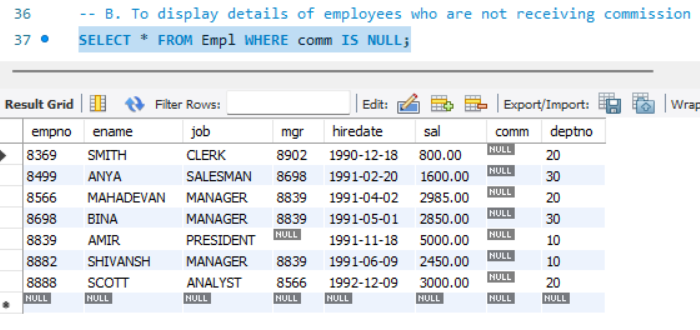 36 -- B. To display details of employees who are not receiving commission
37 SELECT * FROM Empl WHERE comm IS NULL;
Result Grid Filter Rows: Edit: Export/Import: Wrap
empno ename job mgr hiredate sal comm deptno
8369 SMITH CLERK 8902 1990-12-18 800.00 NULL 20
8499 ANYA SALESMAN 8698 1991-02-20 1600.00 NULL 30
8566 MAHADEVAN MANAGER 8839 1991-04-02 2985.00 NULL 20
8698 BINA MANAGER 8839 1991-05-01 2850.00 NULL 30
8839 AMIR PRESIDENT NULL 1991-11-18 5000.00 NULL 10
8882 SHIVANSH MANAGER 8839 1991-06-09 2450.00 NULL 10
8888 SCOTT ANALYST 8566 1992-12-09 3000.00 NULL 20
NULL NULL NULL NULL NULL NULL NULL NULL